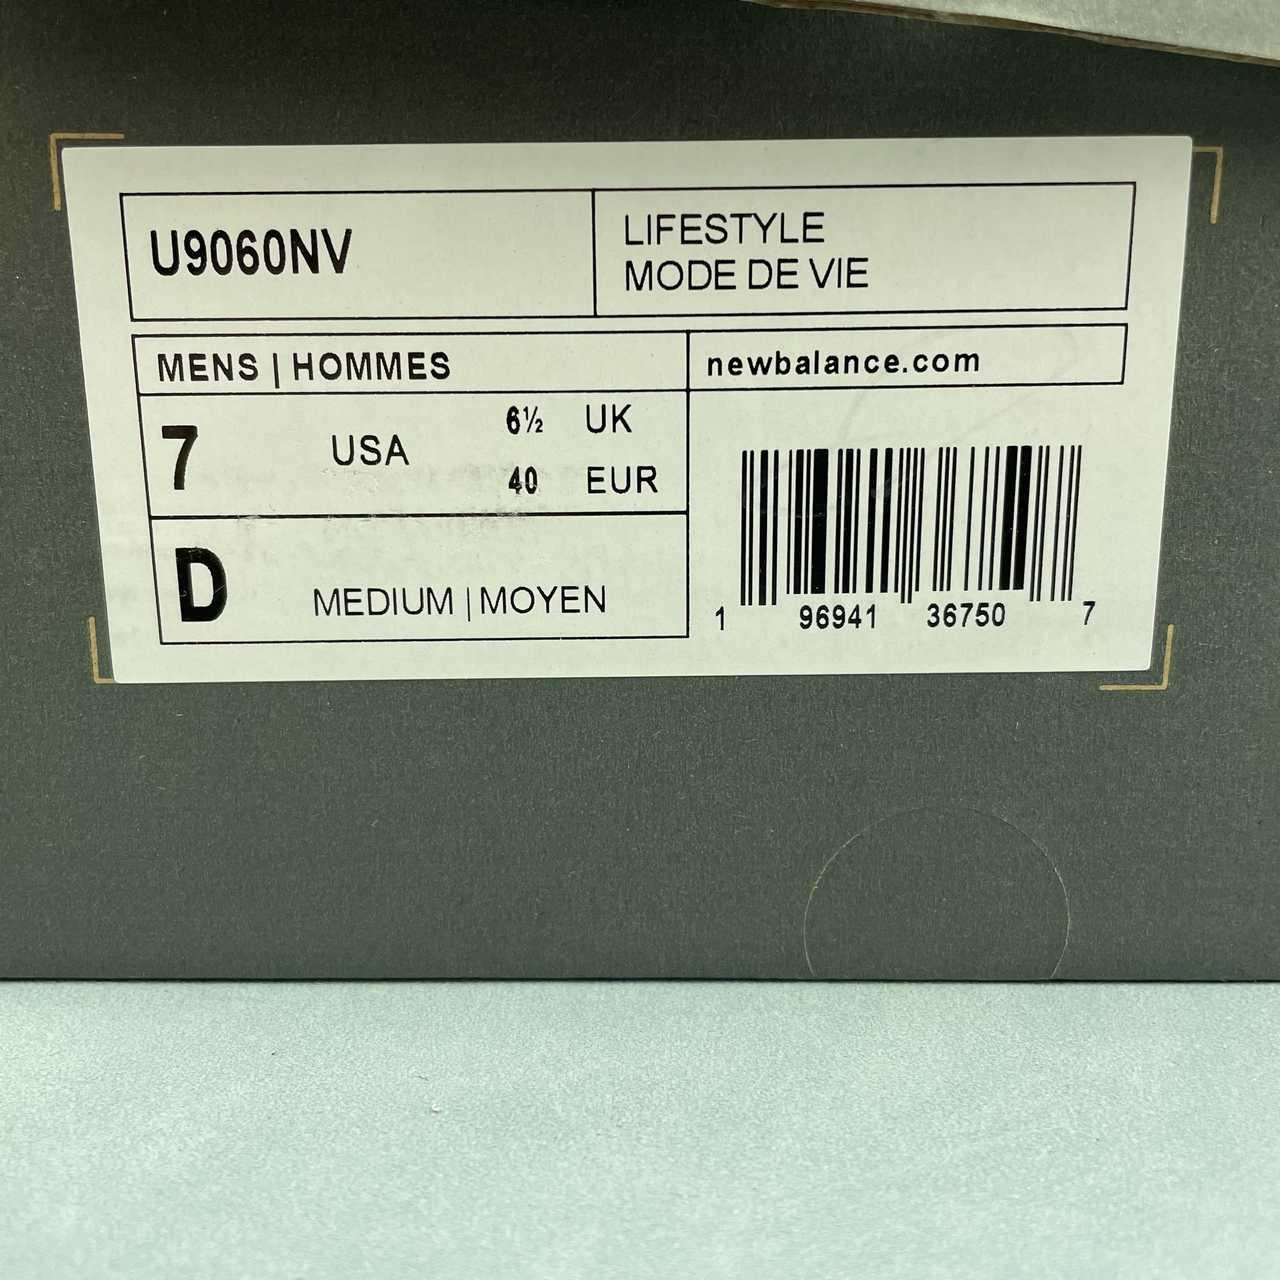 U9060NV
LIFESTYLE
MODE DE VIE
MENS | HOMMES
newbalance.com
7 USA
6½ UK
40 EUR
D MEDIUM | MOYEN
1 96941 36750 7